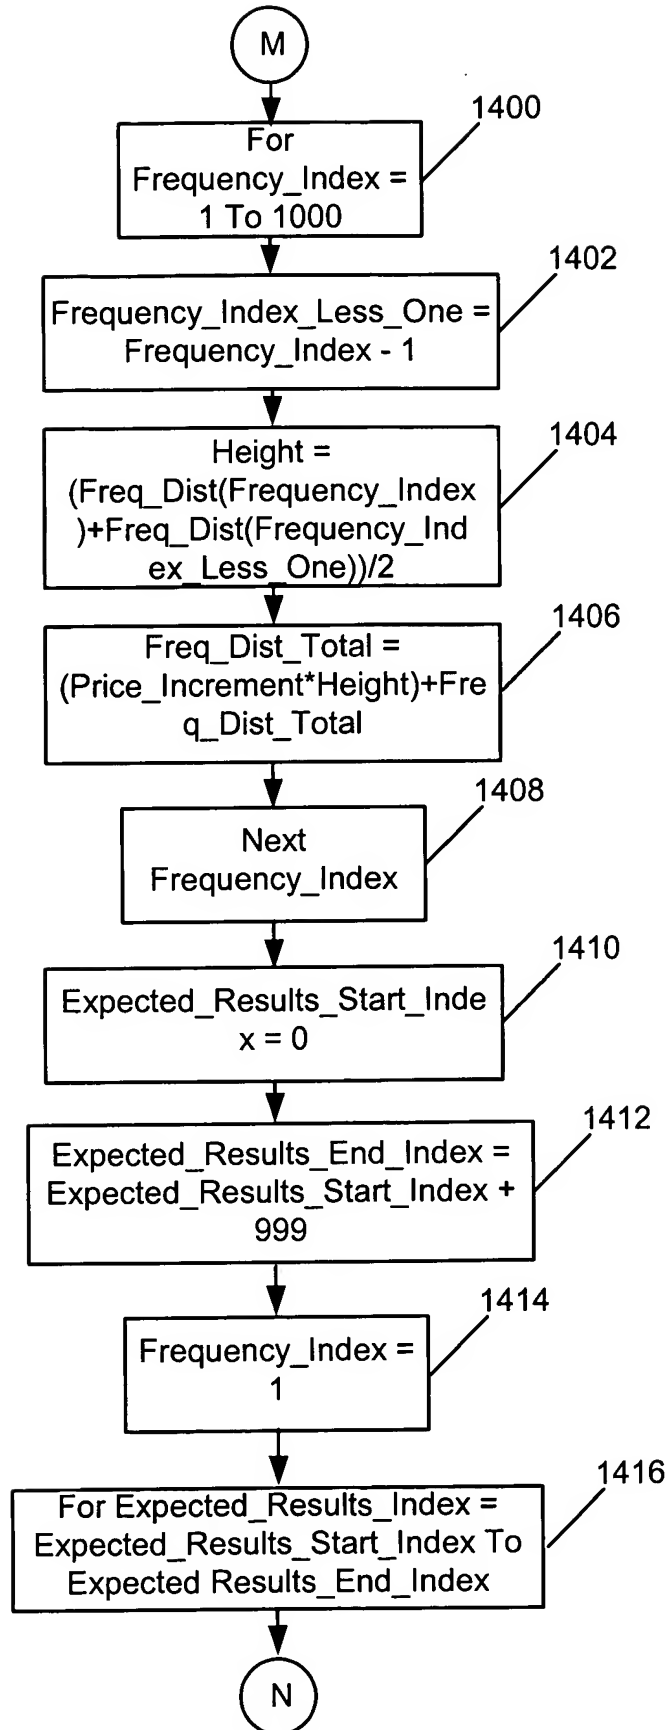 M
1400
For
Frequency_Index =
1 To 1000
1402
Frequency_Index_Less_One =
Frequency_Index - 1
1404
Height =
(Freq_Dist(Frequency_Index
)+Freq_Dist(Frequency_Ind
ex_Less_One))/2
1406
Freq_Dist_Total =
(Price_Increment*Height)+Fre
q_Dist_Total
1408
Next
Frequency_Index
1410
Expected_Results_Start_Inde
x = 0
1412
Expected_Results_End_Index =
Expected_Results_Start_Index +
999
1414
Frequency_Index =
1
1416
For Expected_Results_Index =
Expected_Results_Start_Index To
Expected Results_End_Index
N